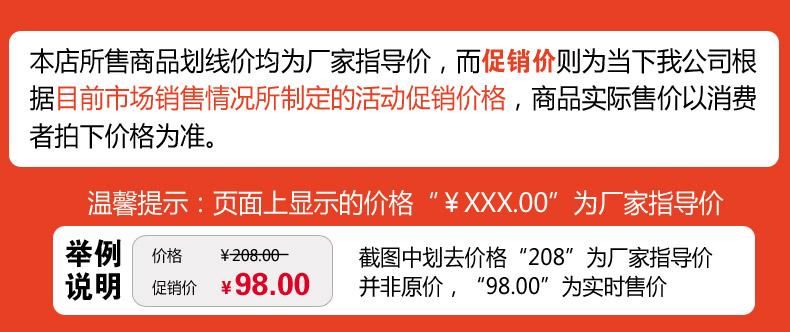 本店所售商品划线价均为厂家指导价，而促销价则为当下我公司根
据目前市场销售情况所制定的活动促销价格，商品实际售价以消费
者拍下价格为准。
温馨提示：页面上显示的价格“￥XXX.00”为厂家指导价
举例
说明
价格 ¥208.00
促销价 ¥98.00
截图中划去价格“208”为厂家指导价
并非原价，“98.00”为实时售价